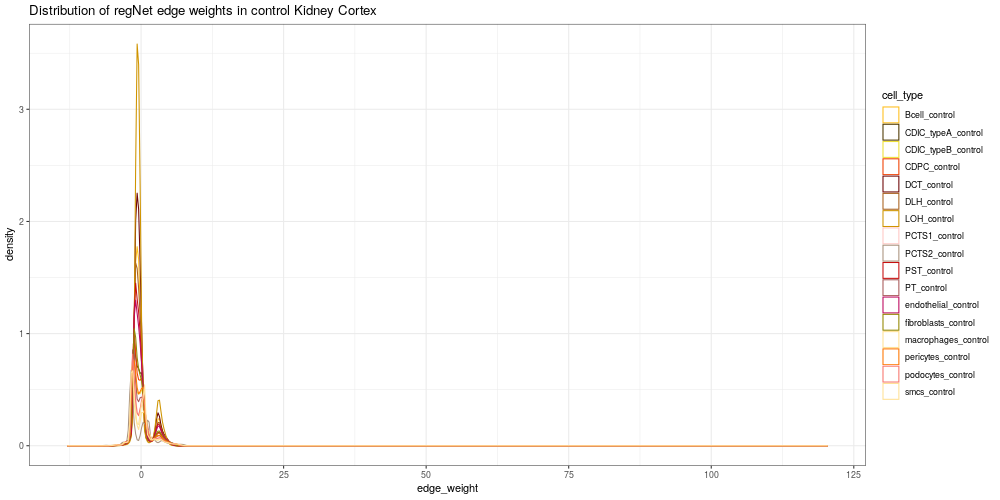 Distribution of regNet edge weights in control Kidney Cortex
density
3
2
1
0
0
25
50
75
100
125
edge_weight
cell_type
Bcell_control
CDIC_typeA_control
CDIC_typeB_control
CDPC_control
DCT_control
DLH_control
LOH_control
PCTS1_control
PCTS2_control
PST_control
PT_control
endothelial_control
fibroblasts_control
macrophages_control
pericytes_control
podocytes_control
smcs_control